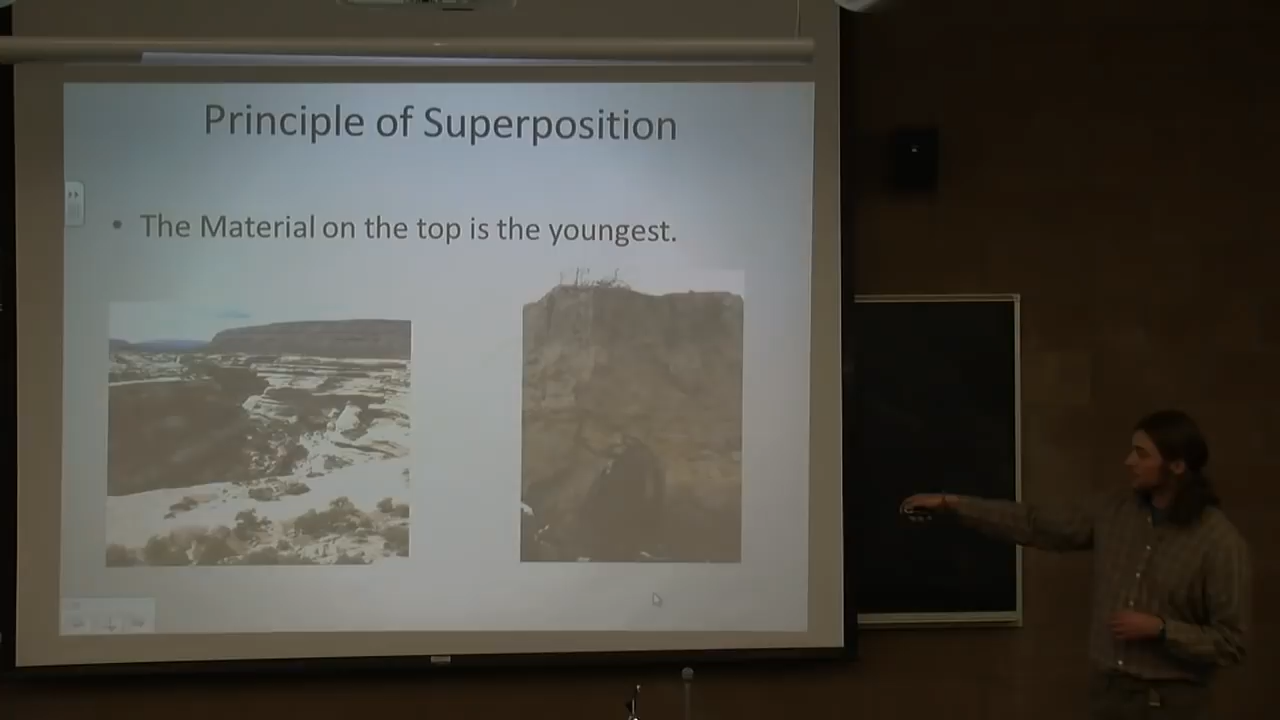 Principle of Superposition
• The Material on the top is the youngest.